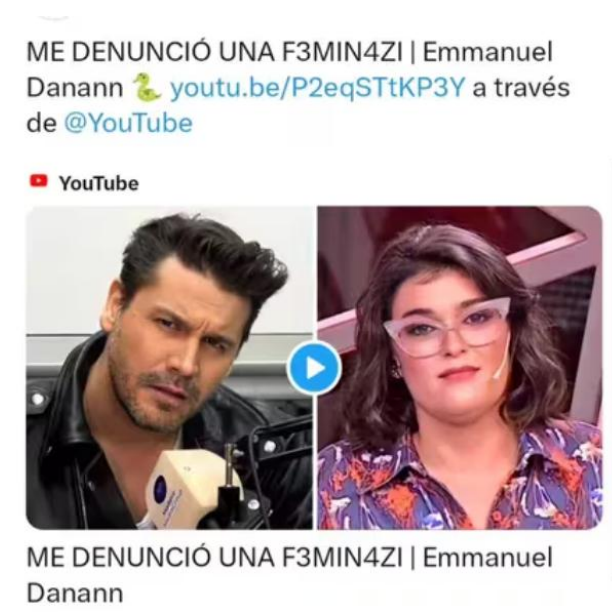 ME DENUNCIÓ UNA F3MIN4ZI | Emmanuel
Danann 🐍 youtu.be/P2eqSTtKP3Y a través
de @YouTube
YouTube
ME DENUNCIÓ UNA F3MIN4ZI | Emmanuel
Danann